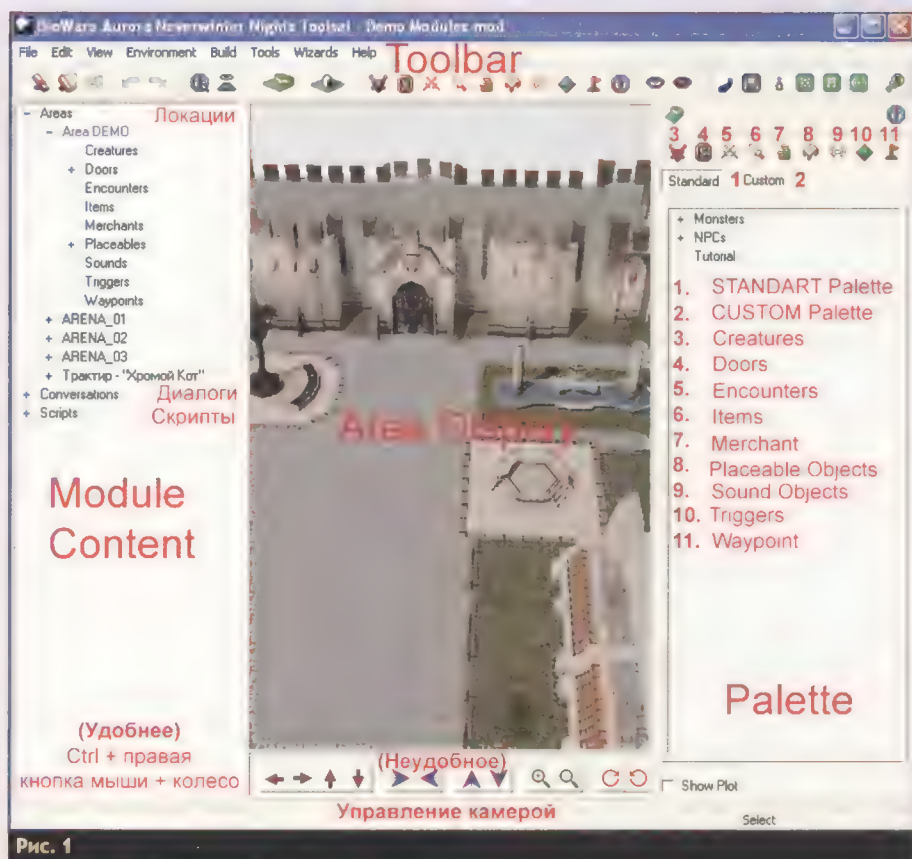 BioWare Aurora Neverwinter Nights Toolset - Demo Modules.mod
File Edit View Environment Build Tools Wizards Help
Toolbar
Areas Локации
Area DEMO
Creatures
Doors
Encounters
Items
Merchants
Placeables
Sounds
Triggers
Waypoints
ARENA_01
ARENA_02
ARENA_03
Трактир - "Хромой Кот"
Conversations Диалоги
Scripts Скрипты
Module
Content
(Удобнее)
Ctrl + правая
кнопка мыши + колесо
Area Display
(Неудобное)
Управление камерой
3 4 5 6 7 8 9 10 11
Standard 1 Custom 2
Monsters
NPCs
Tutorial
1. STANDART Palette
2. CUSTOM Palette
3. Creatures
4. Doors
5. Encounters
6. Items
7. Merchant
8. Placeable Objects
9. Sound Objects
10. Triggers
11. Waypoint
Palette
Show Plot
Select
Рис. 1